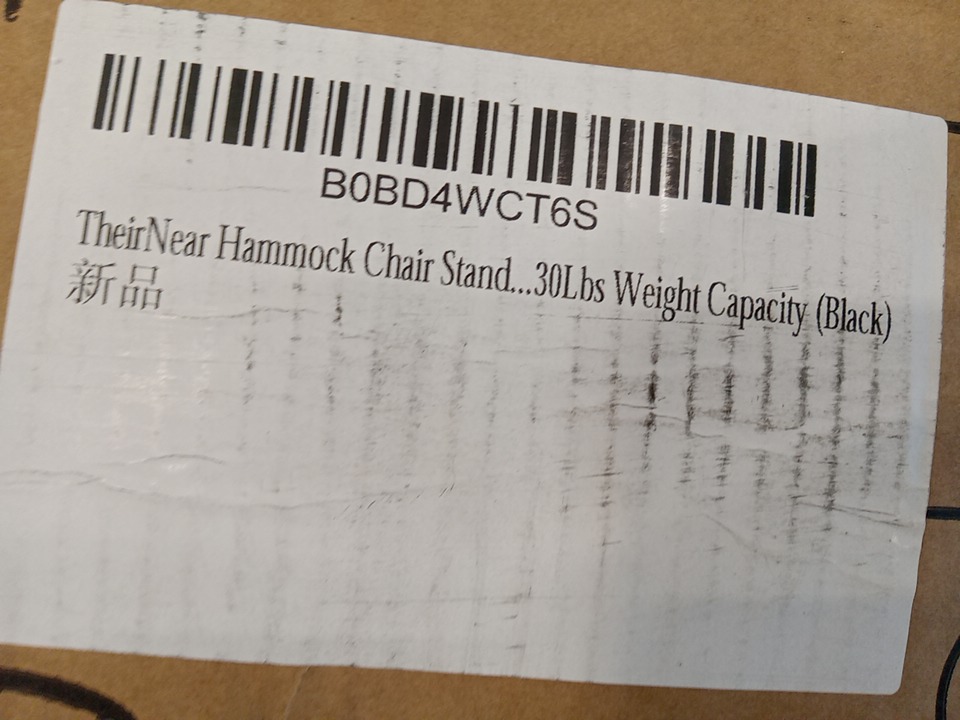 B0BD4WCT6S
TheirNear Hammock Chair Stand...30Lbs Weight Capacity (Black)
新品